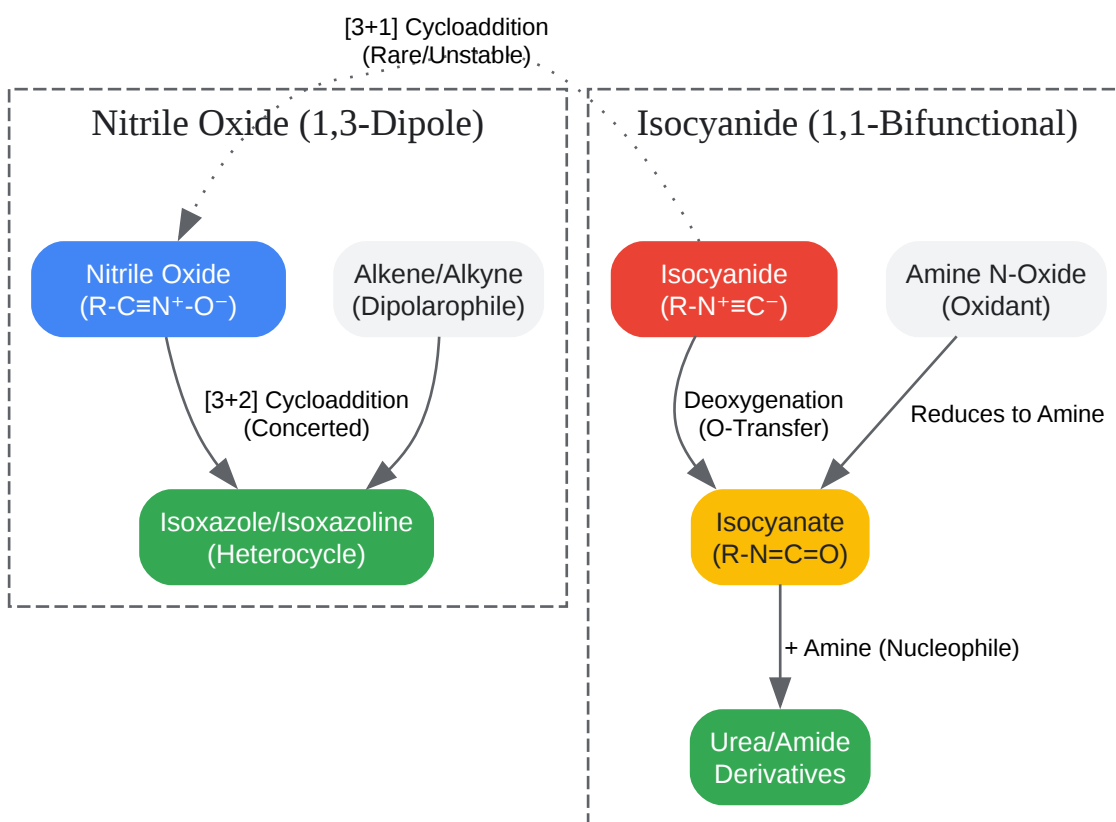 [3+1] Cycloaddition
(Rare/Unstable)
Nitrile Oxide (1,3-Dipole)
Isocyanide (1,1-Bifunctional)
Nitrile Oxide
(R-C≡N⁺-O⁻)
Alkene/Alkyne
(Dipolarophile)
Isocyanide
(R-N⁺≡C⁻)
Amine N-Oxide
(Oxidant)
[3+2] Cycloaddition
(Concerted)
Deoxygenation
(O-Transfer)
Reduces to Amine
Isoxazole/Isoxazoline
(Heterocycle)
Isocyanate
(R-N=C=O)
+ Amine (Nucleophile)
Urea/Amide
Derivatives